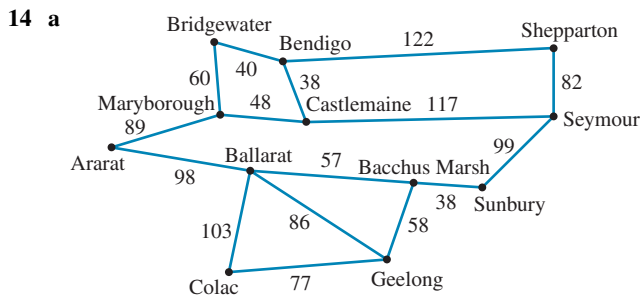 14 a
Bridgewater
Shepparton
Bendigo
122
40
60
38
82
Maryborough
48
Castlemaine
117
Seymour
89
Ararat
Ballarat
57
Bacchus Marsh
99
98
38
Sunbury
58
86
103
Colac
77
Geelong